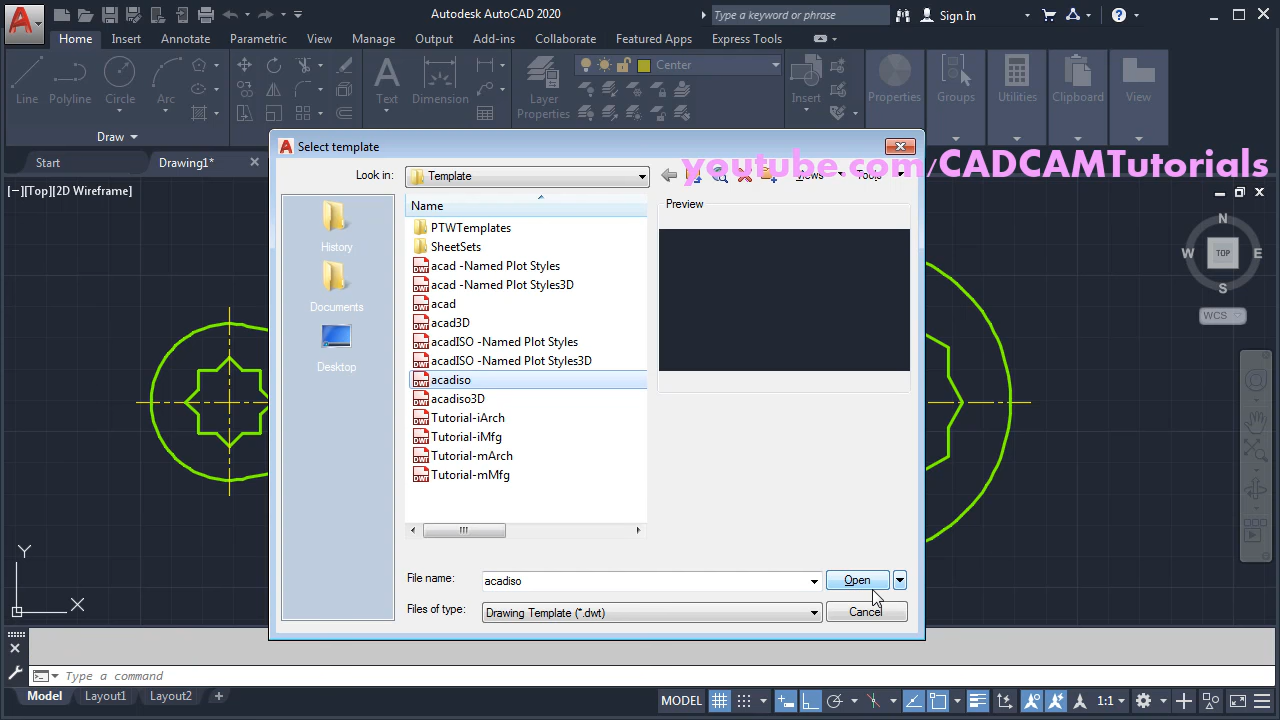 Autodesk AutoCAD 2020
Type a keyword or phrase
Sign In
Home
Insert
Annotate
Parametric
View
Manage
Output
Add-ins
Collaborate
Featured Apps
Express Tools
Line
Polyline
Circle
Arc
Text
Dimension
Layer
Properties
Center
Insert
Properties
Groups
Utilities
Clipboard
View
Draw
Start
Drawing1*
[-][Top][2D Wireframe]
Select template
youtube.com/CADCAMTutorials
Look in:
Template
Views
Tools
History
Documents
Desktop
Name
PTWTemplates
SheetSets
acad -Named Plot Styles
acad -Named Plot Styles3D
acad
acad3D
acadISO -Named Plot Styles
acadISO -Named Plot Styles3D
acadiso
acadiso3D
Tutorial-iArch
Tutorial-iMfg
Tutorial-mArch
Tutorial-mMfg
Preview
N
W
TOP
E
S
WCS
File name:
acadiso
Open
Files of type:
Drawing Template (*.dwt)
Cancel
Y
X
Type a command
Model
Layout1
Layout2
MODEL
1:1